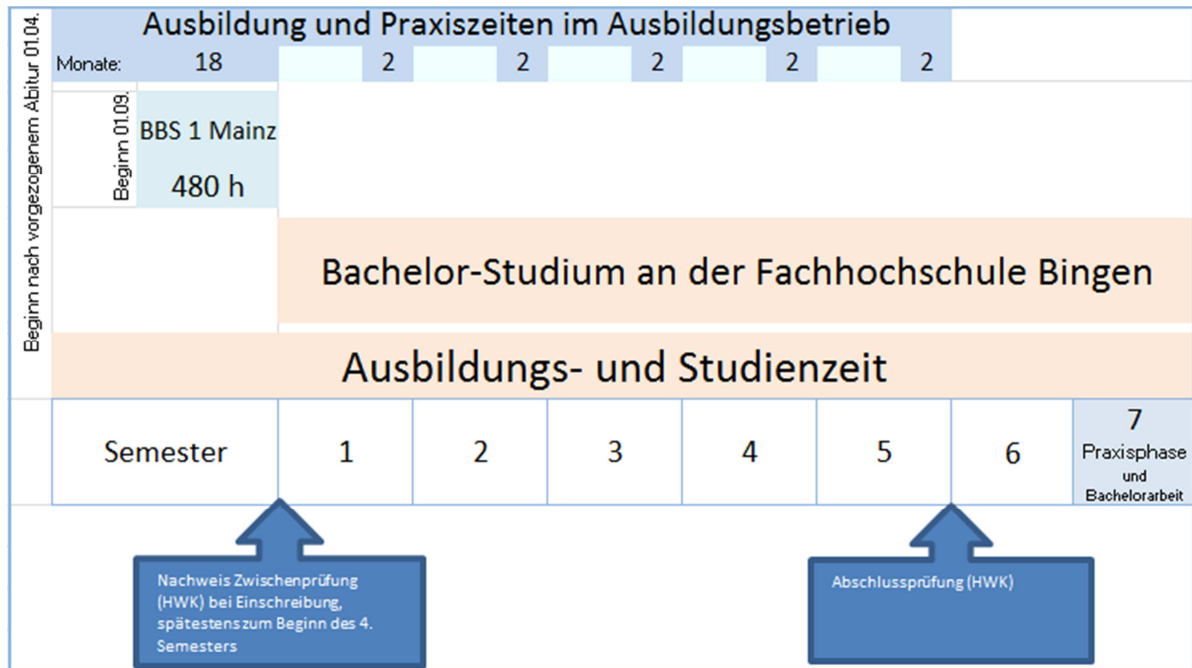 Beginn nach vorgezogenem Abitur 01.04.
Ausbildung und Praxiszeiten im Ausbildungsbetrieb
Monate: 18 2 2 2 2 2
Beginn 01.09.
BBS 1 Mainz
480 h
Bachelor-Studium an der Fachhochschule Bingen
Ausbildungs- und Studienzeit
Semester 1 2 3 4 5 6 7
Praxisphase
und
Bachelorarbeit
Nachweis Zwischenprüfung
(HWK) bei Einschreibung,
spätestens zum Beginn des 4.
Semesters
Abschlussprüfung (HWK)